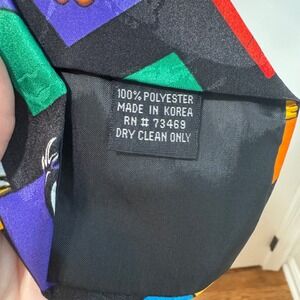 100% POLYESTER
MADE IN KOREA
RN # 73469
DRY CLEAN ONLY